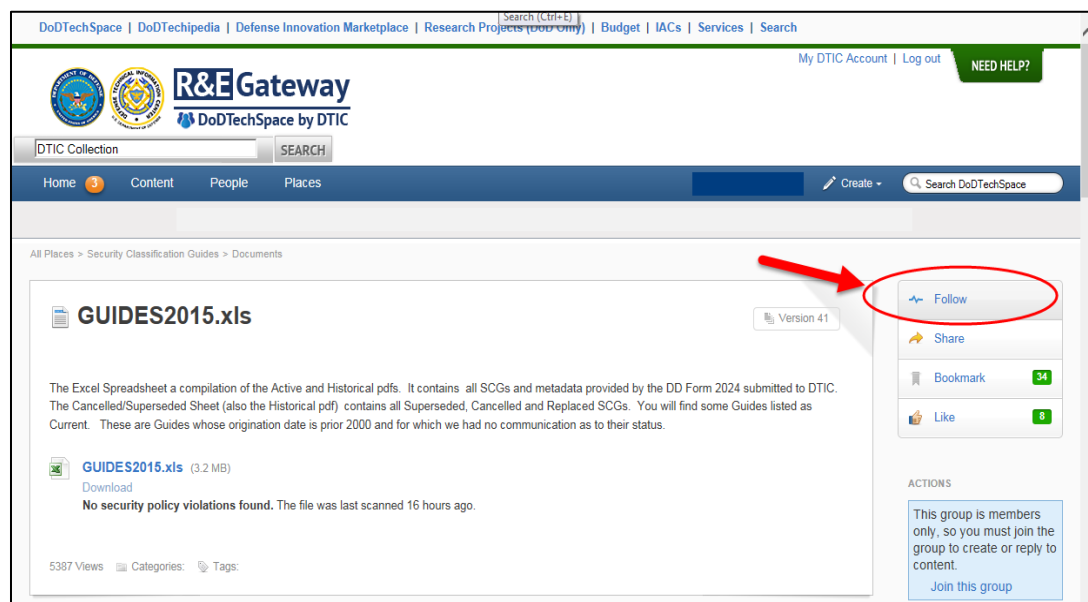 DoDTechSpace | DoDTechipedia | Defense Innovation Marketplace | Research Projects (DoD Only) | Budget | IACs | Services | Search
Search (Ctrl+E)
My DTIC Account | Log out
NEED HELP?
R&E Gateway
DoDTechSpace by DTIC
DTIC Collection
SEARCH
Home 3 Content People Places
Create
Search DoDTechSpace
All Places > Security Classification Guides > Documents
GUIDES2015.xls
Version 41
Follow
Share
Bookmark 34
Like 8
The Excel Spreadsheet a compilation of the Active and Historical pdfs. It contains all SCGs and metadata provided by the DD Form 2024 submitted to DTIC.
The Cancelled/Superseded Sheet (also the Historical pdf) contains all Superseded, Cancelled and Replaced SCGs. You will find some Guides listed as
Current. These are Guides whose origination date is prior 2000 and for which we had no communication as to their status.
GUIDES2015.xls (3.2 MB)
Download
No security policy violations found. The file was last scanned 16 hours ago.
5387 Views Categories: Tags:
ACTIONS
This group is members
only, so you must join the
group to create or reply to
content.
Join this group